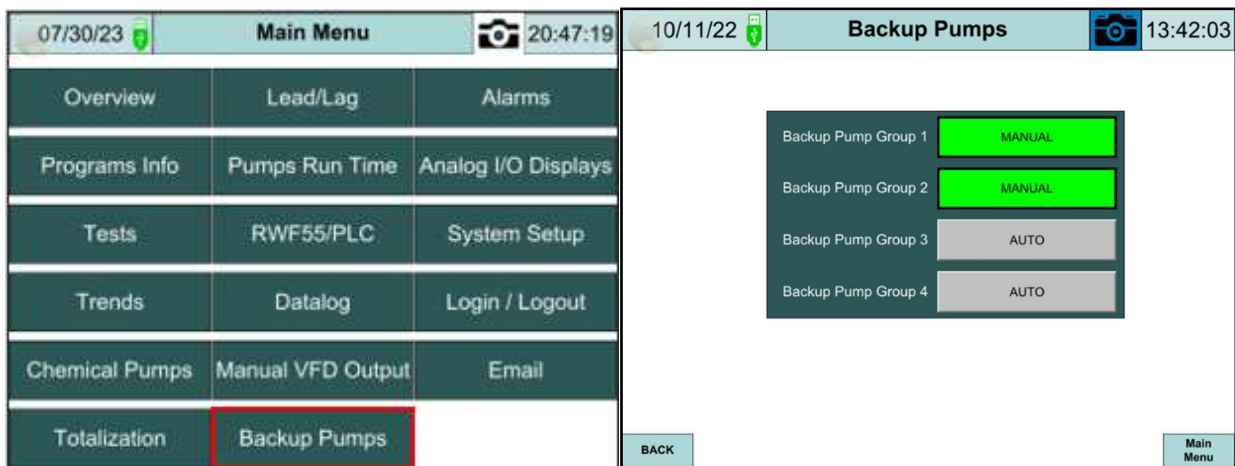 07/30/23 Main Menu 20:47:19
Overview Lead/Lag Alarms
Programs Info Pumps Run Time Analog I/O Displays
Tests RWF55/PLC System Setup
Trends Datalog Login / Logout
Chemical Pumps Manual VFD Output Email
Totalization Backup Pumps
10/11/22 Backup Pumps 13:42:03
Backup Pump Group 1 MANUAL
Backup Pump Group 2 MANUAL
Backup Pump Group 3 AUTO
Backup Pump Group 4 AUTO
BACK
Main
Menu